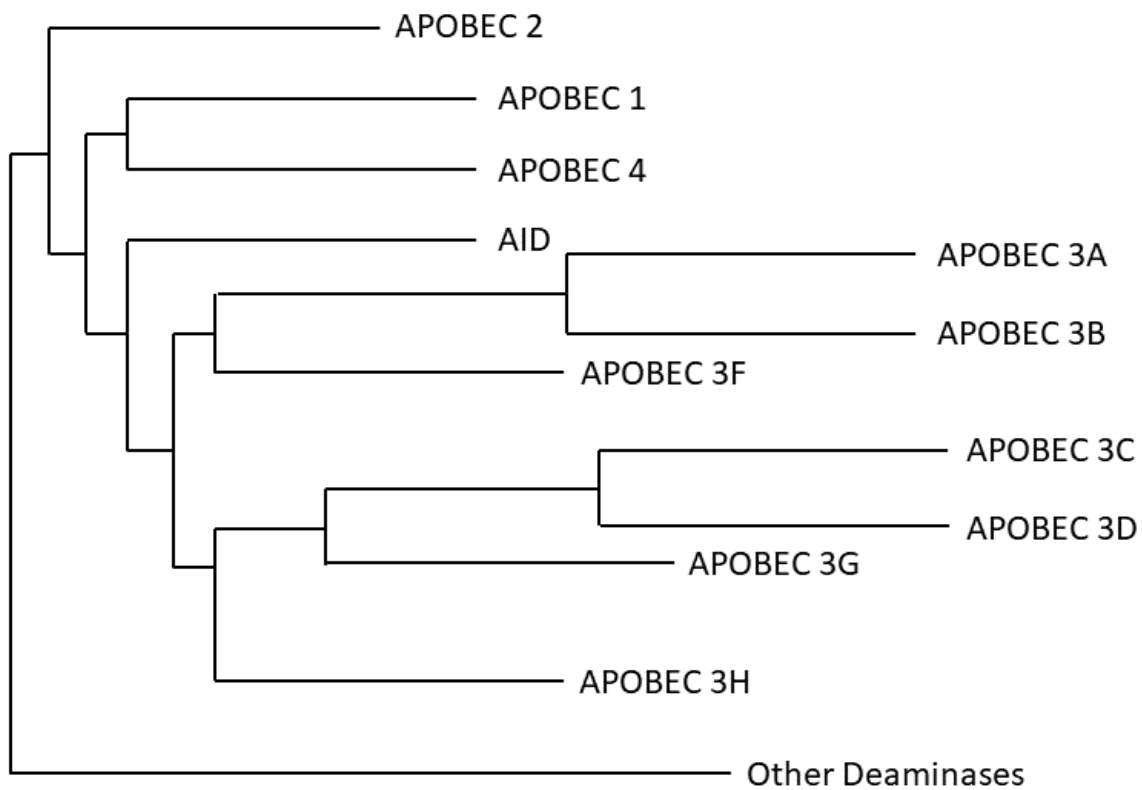 APOBEC 2
APOBEC 1
APOBEC 4
AID
APOBEC 3A
APOBEC 3B
APOBEC 3F
APOBEC 3C
APOBEC 3D
APOBEC 3G
APOBEC 3H
Other Deaminases